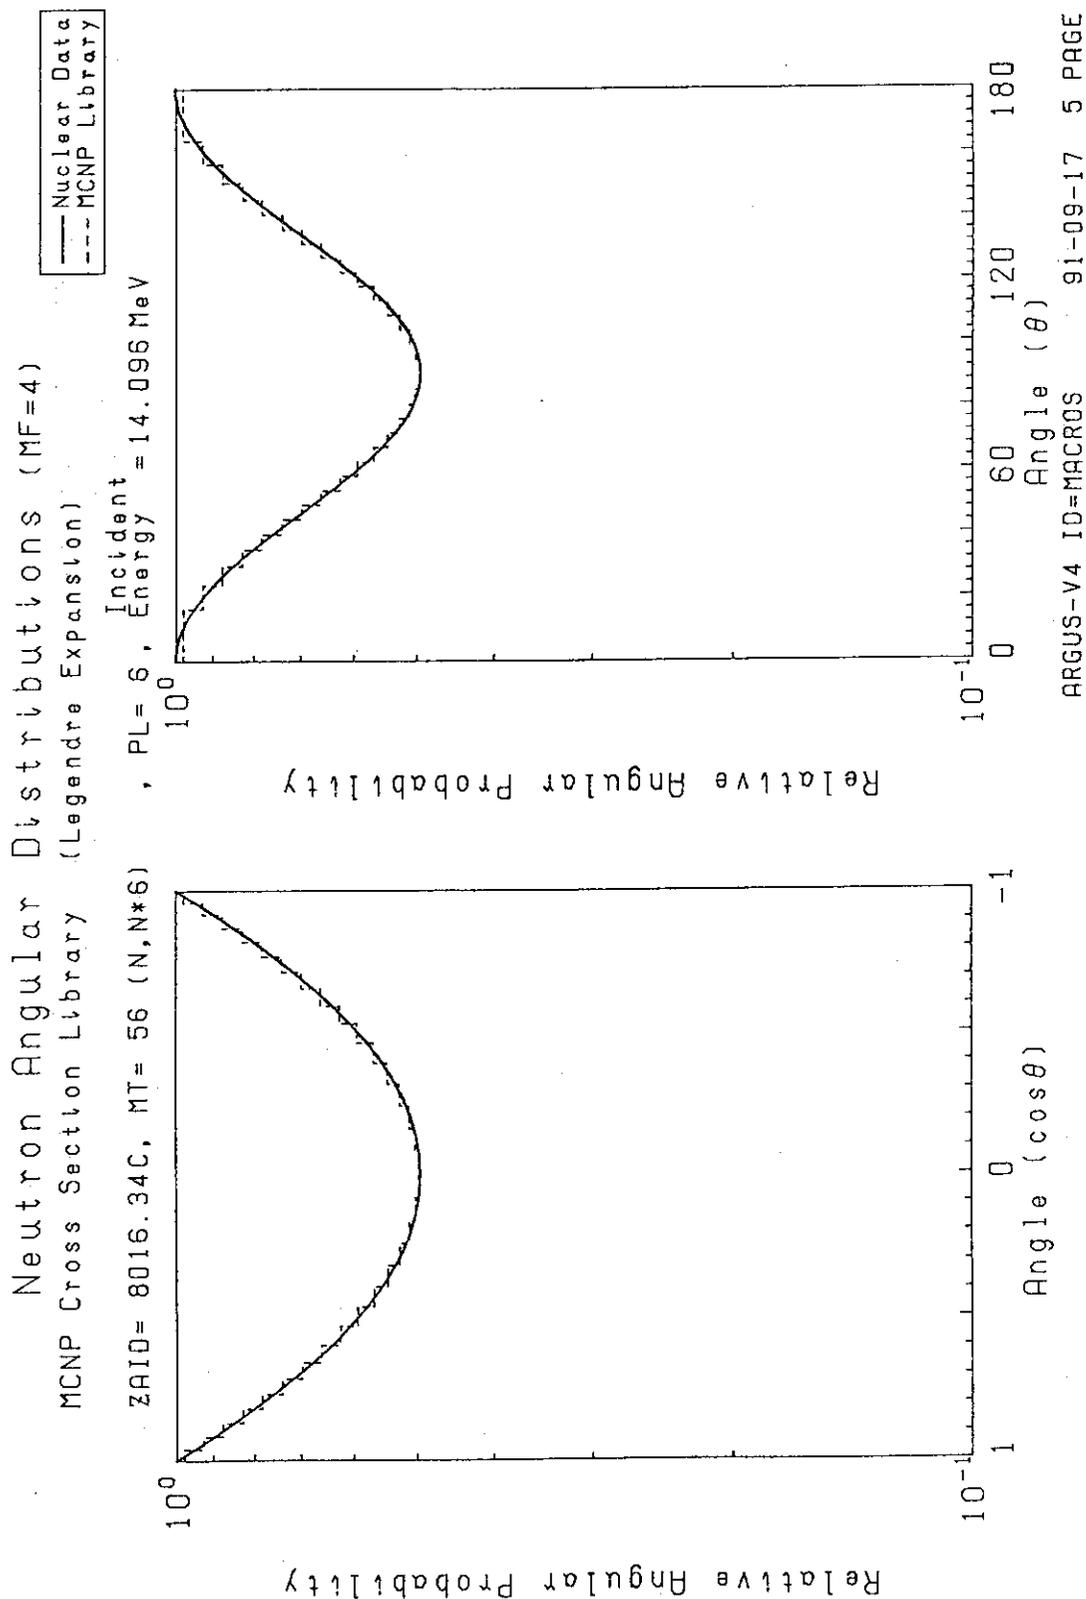 Neutron Angular Distributions (MF=4)
MCNP Cross Section Library (Legendre Expansion)
— Nuclear Data
--- MCNP Library
ZAID= 8016.34C, MT= 56 (N,N*6) , PL= 6 , Incident Energy =14.096MeV
Relative Angular Probability
10⁰
10⁻¹
1 0 -1
Angle (cosθ)
Relative Angular Probability
10⁰
10⁻¹
0 60 120 180
Angle (θ)
ARGUS-V4 ID=MACROS 91-09-17 5 PAGE